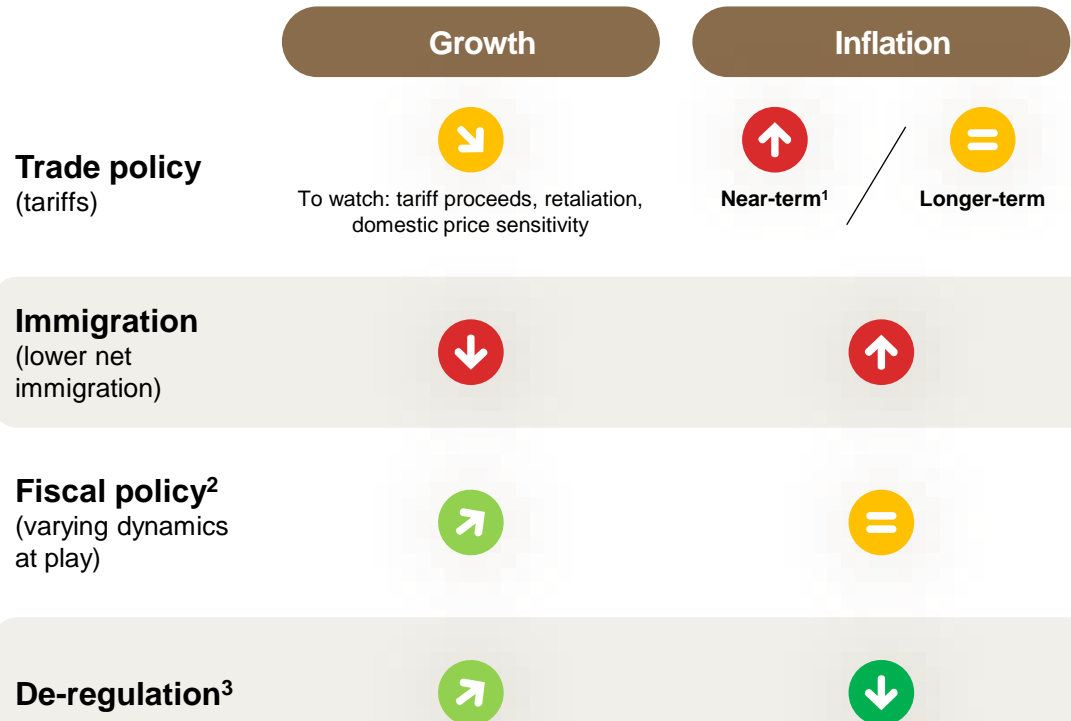 Growth
Inflation
Trade policy
(tariffs)
To watch: tariff proceeds, retaliation,
domestic price sensitivity
Near-term¹
Longer-term
Immigration
(lower net
immigration)
Fiscal policy²
(varying dynamics
at play)
De-regulation³